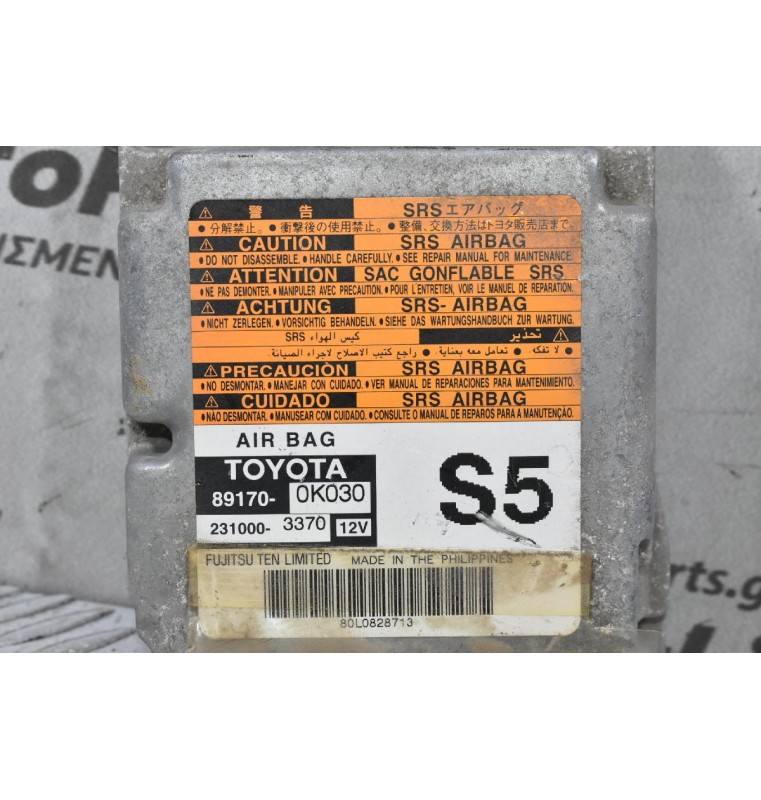 ⚠ 警 告 SRSエアバッグ
● 分解禁止。 ● 衝撃後の使用禁止。 ● 整備、交換方法はトヨタ販売店まで。
⚠ CAUTION SRS AIRBAG
●DO NOT DISASSEMBLE. ● HANDLE CAREFULLY. ● SEE REPAIR MANUAL FOR MAINTENANCE.
⚠ ATTENTION SAC GONFLABLE SRS
●NE PAS DEMONTER. ●MANIPULER AVEC PRECAUTION. ●POUR L'ENTRETIEN, VOIR LE MANUEL DE REPARATION.
⚠ ACHTUNG SRS- AIRBAG
●NICHT ZERLEGEN. ●VORSICHTIG BEHANDELN. ●SIEHE DAS WARTUNGSHANDBUCH ZUR WARTUNG.
⚠ تحذير كيس الهواء SRS
● لا تفكه ● تعامل معه بعناية. ● راجع كتيب الاصلاح لاجراء الصيانة.
⚠ PRECAUCIÒN SRS AIRBAG
●NO DESMONTAR. ●MANEJAR CON CUIDADO. ●VER MANUAL DE REPARACIONES PARA MANTENIMIENTO.
⚠ CUIDADO SRS AIRBAG
●NÃO DESMONTAR. ●MANUSEAR COM CUIDADO. ●CONSULTE O MANUAL DE REPAROS PARA A MANUTENÇÃO.
AIR BAG
TOYOTA
89170- 0K030
S5
231000- 3370 12V
FUJITSU TEN LIMITED MADE IN THE PHILIPPINES
80L0828713